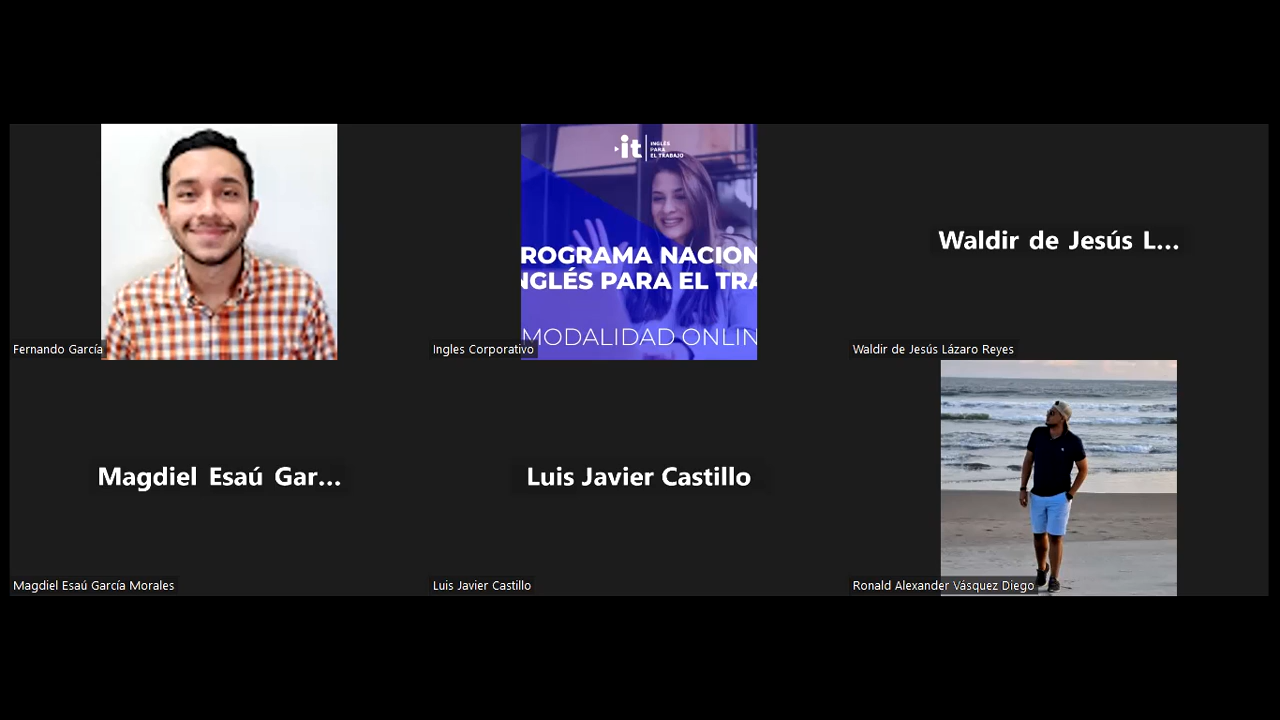 it INGLÉS
PARA
EL TRABAJO
ROGRAMA NACION
NGLÉS PARA EL TRA
MODALIDAD ONLIN
Waldir de Jesús L...
Fernando García
Ingles Corporativo
Waldir de Jesús Lázaro Reyes
Magdiel Esaú Gar...
Luis Javier Castillo
Magdiel Esaú García Morales
Luis Javier Castillo
Ronald Alexander Vásquez Diego